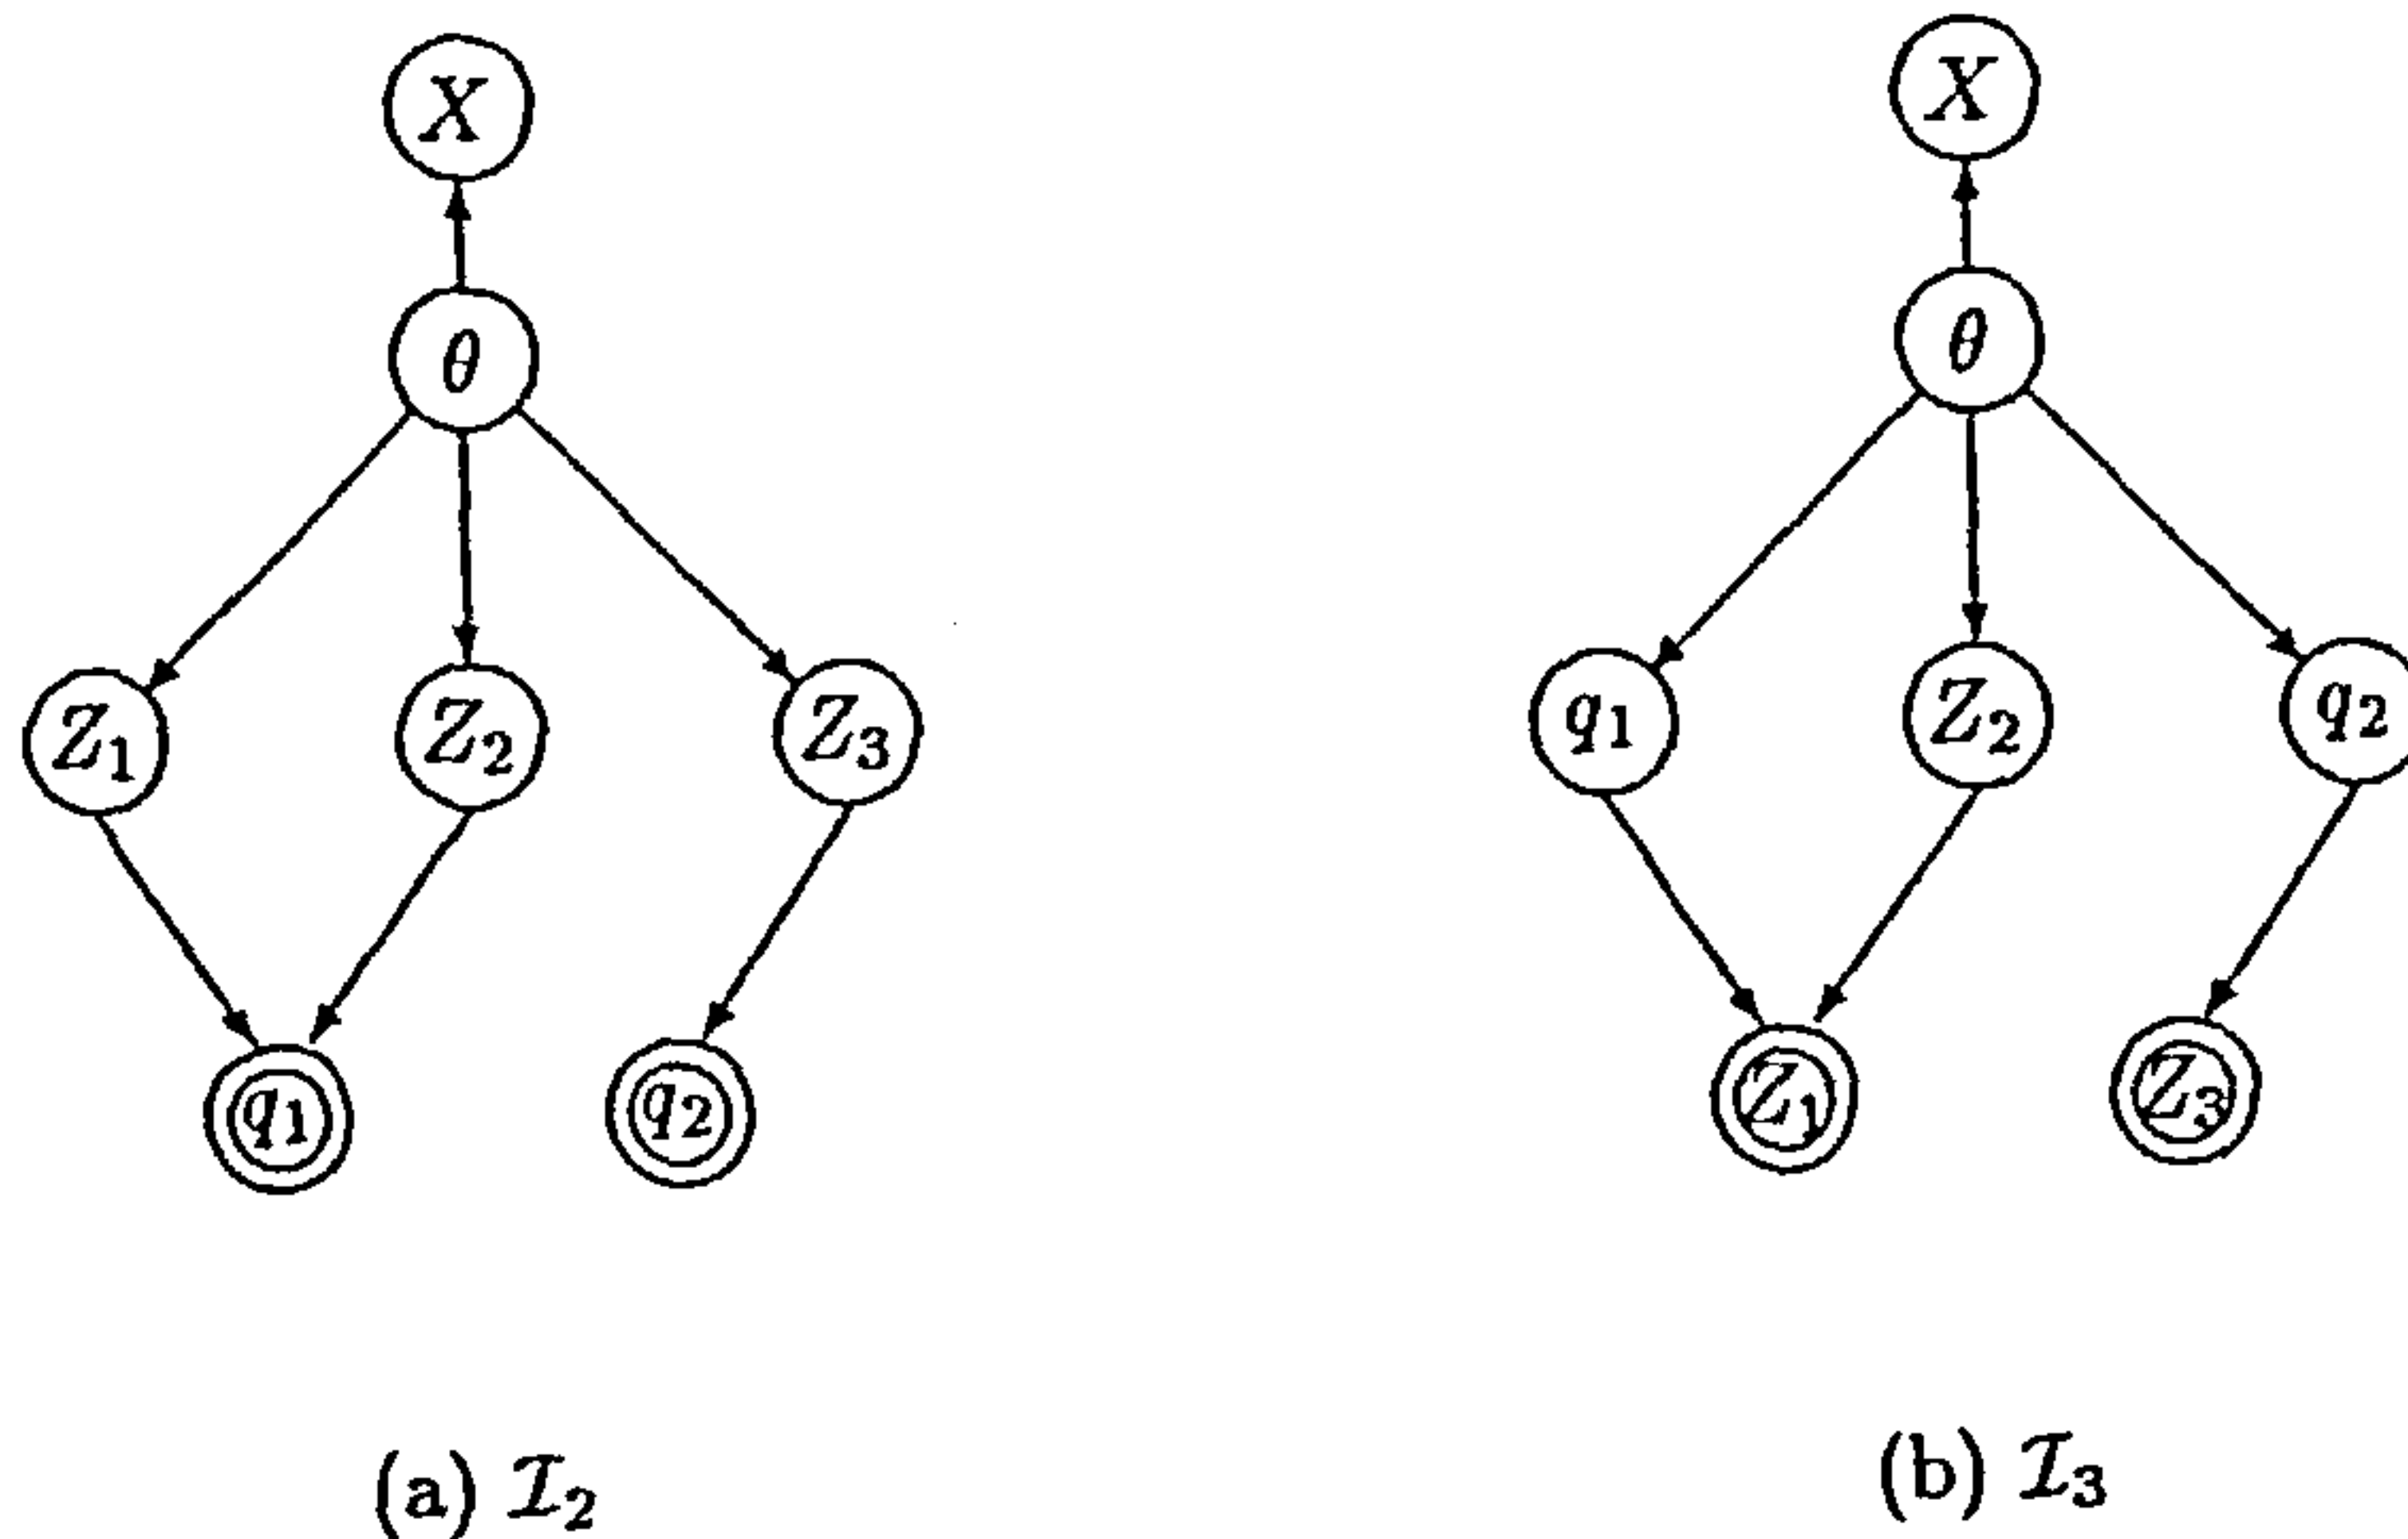 X X
θ θ
Z₁ Z₂ Z₃ q₁ Z₂ q₂
q₁ q₂ Z₁ Z₃
(a) ℐ₂ (b) ℐ₃